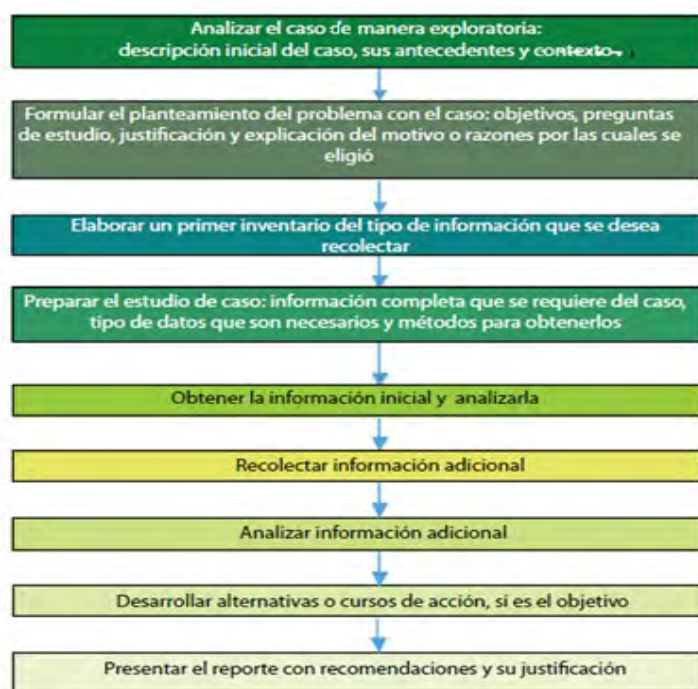 Analizar el caso de manera exploratoria:
descripción inicial del caso, sus antecedentes y contexto
Formular el planteamiento del problema con el caso: objetivos, preguntas
de estudio, justificación y explicación del motivo o razones por las cuales se
eligió
Elaborar un primer inventario del tipo de información que se desea
recolectar
Preparar el estudio de caso: información completa que se requiere del caso,
tipo de datos que son necesarios y métodos para obtenerlos
Obtener la información inicial y analizarla
Recolectar información adicional
Analizar información adicional
Desarrollar alternativas o cursos de acción, si es el objetivo
Presentar el reporte con recomendaciones y su justificación